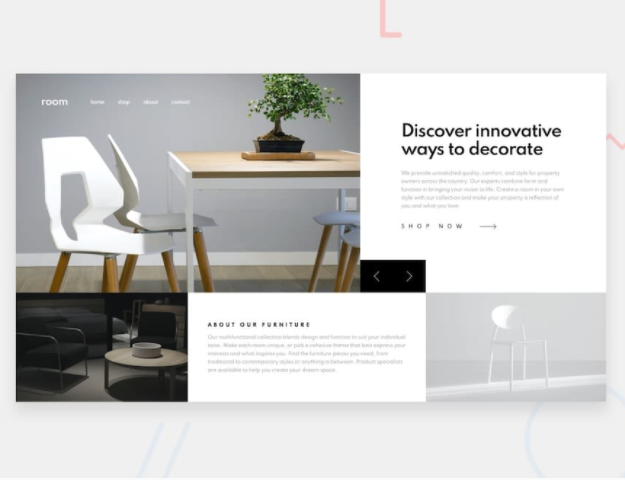 room
home shop about contact
Discover innovative
ways to decorate
We provide unmatched quality, comfort, and style for property
owners across the country. Our experts combine form and
function in bringing your vision to life. Create a room in your own
style with our collection and make your property a reflection of
you and what you love.
SHOP NOW
ABOUT OUR FURNITURE
Our multifunctional collection blends design and function to suit your individual
taste. Make each room unique, or pick a cohesive theme that best express your
interests and what inspires you. Find the furniture pieces you need, from
traditional to contemporary styles or anything in between. Product specialists
are available to help you create your dream space.